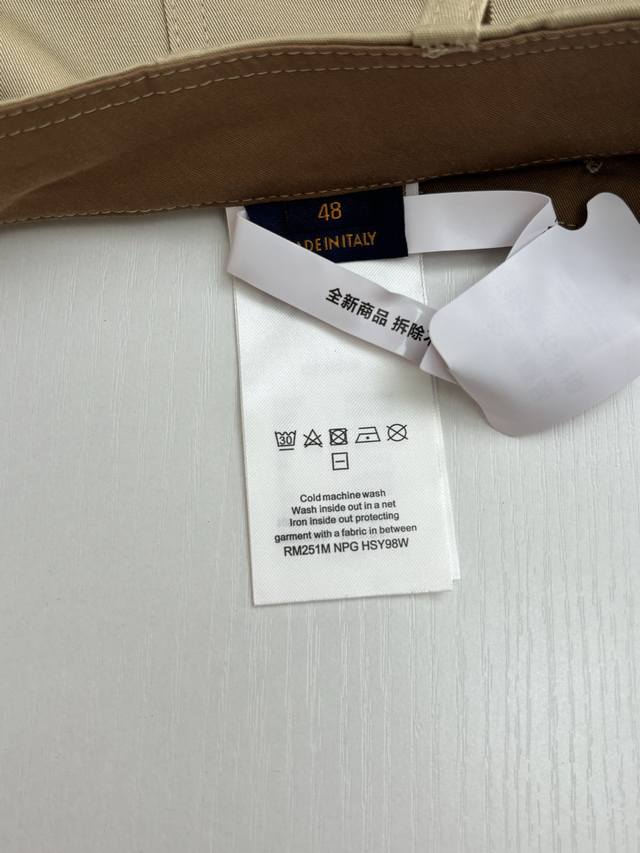 48
MADE IN ITALY
全新商品 拆除
30
Cold machine wash
Wash inside out in a net
Iron inside out protecting
garment with a fabric in between
RM251M NPG HSY98W